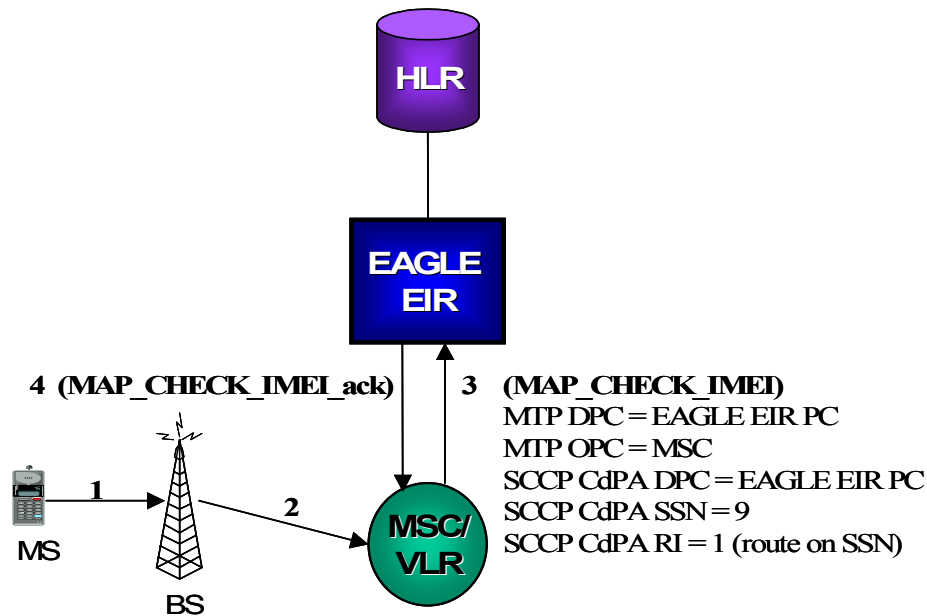 HLR
EAGLE
EIR
4 (MAP_CHECK_IMEI_ack)
3 (MAP_CHECK_IMEI)
MTP DPC = EAGLE EIR PC
MTP OPC = MSC
SCCP CdPA DPC = EAGLE EIR PC
SCCP CdPA SSN = 9
SCCP CdPA RI = 1 (route on SSN)
1
2
MSC/
VLR
MS
BS